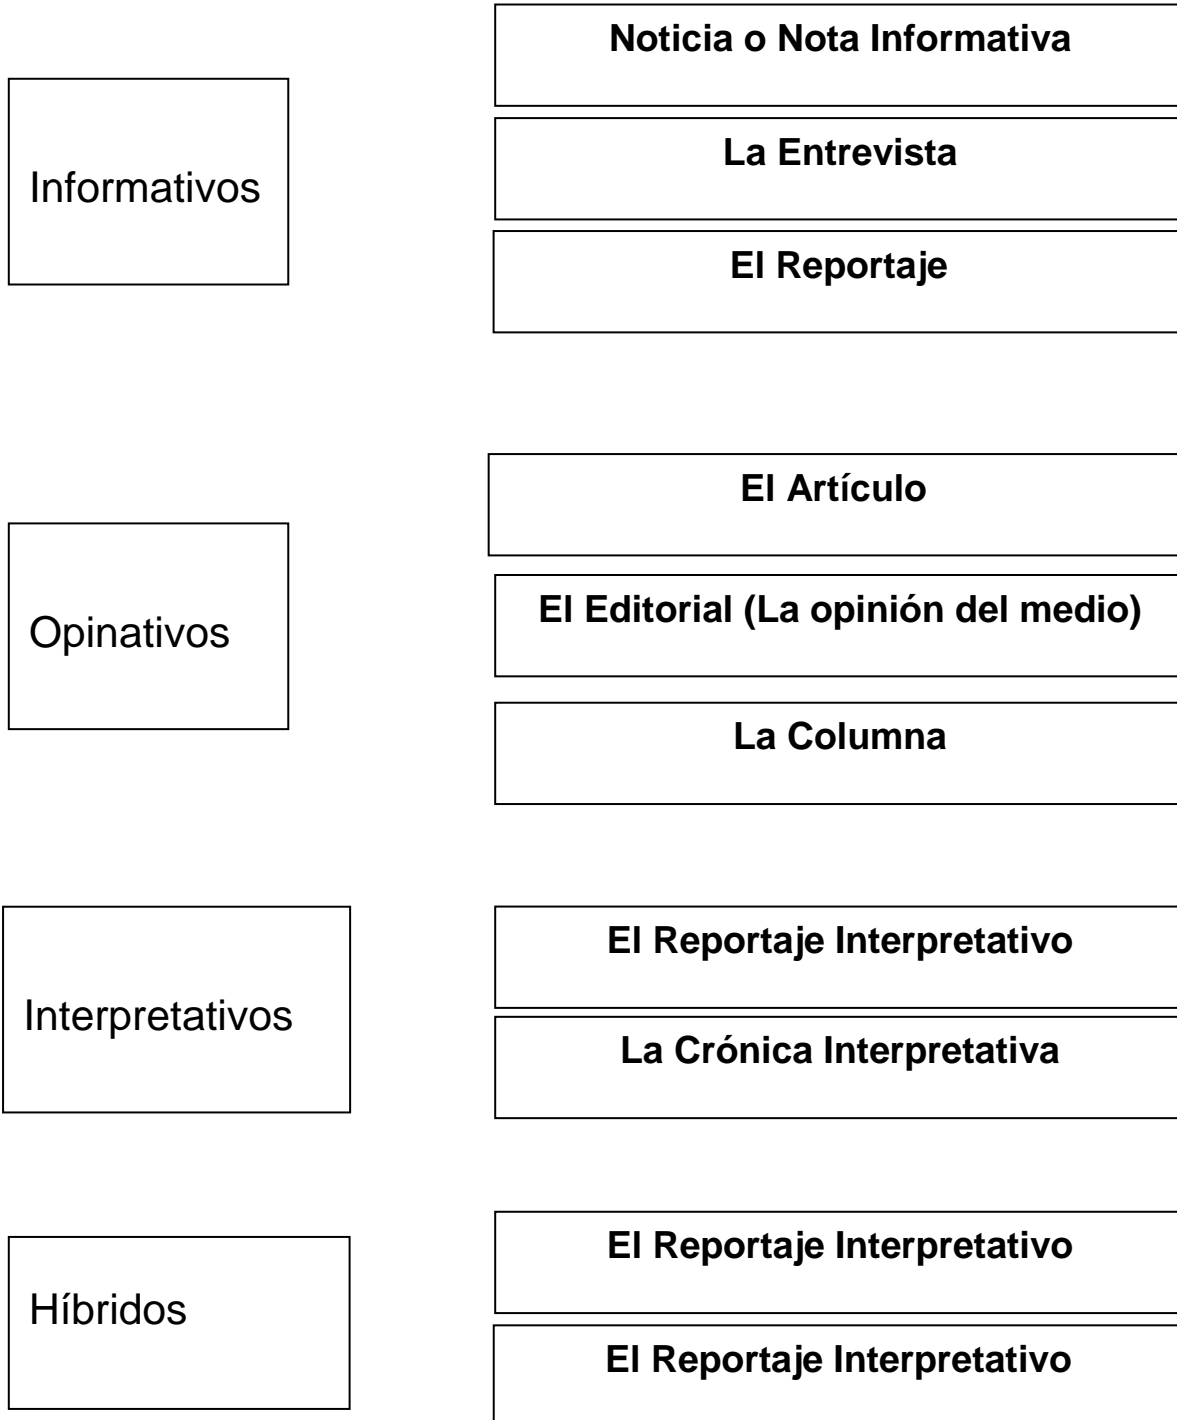 Informativos
Noticia o Nota Informativa
La Entrevista
El Reportaje
Opinativos
El Artículo
El Editorial (La opinión del medio)
La Columna
Interpretativos
El Reportaje Interpretativo
La Crónica Interpretativa
Híbridos
El Reportaje Interpretativo
El Reportaje Interpretativo